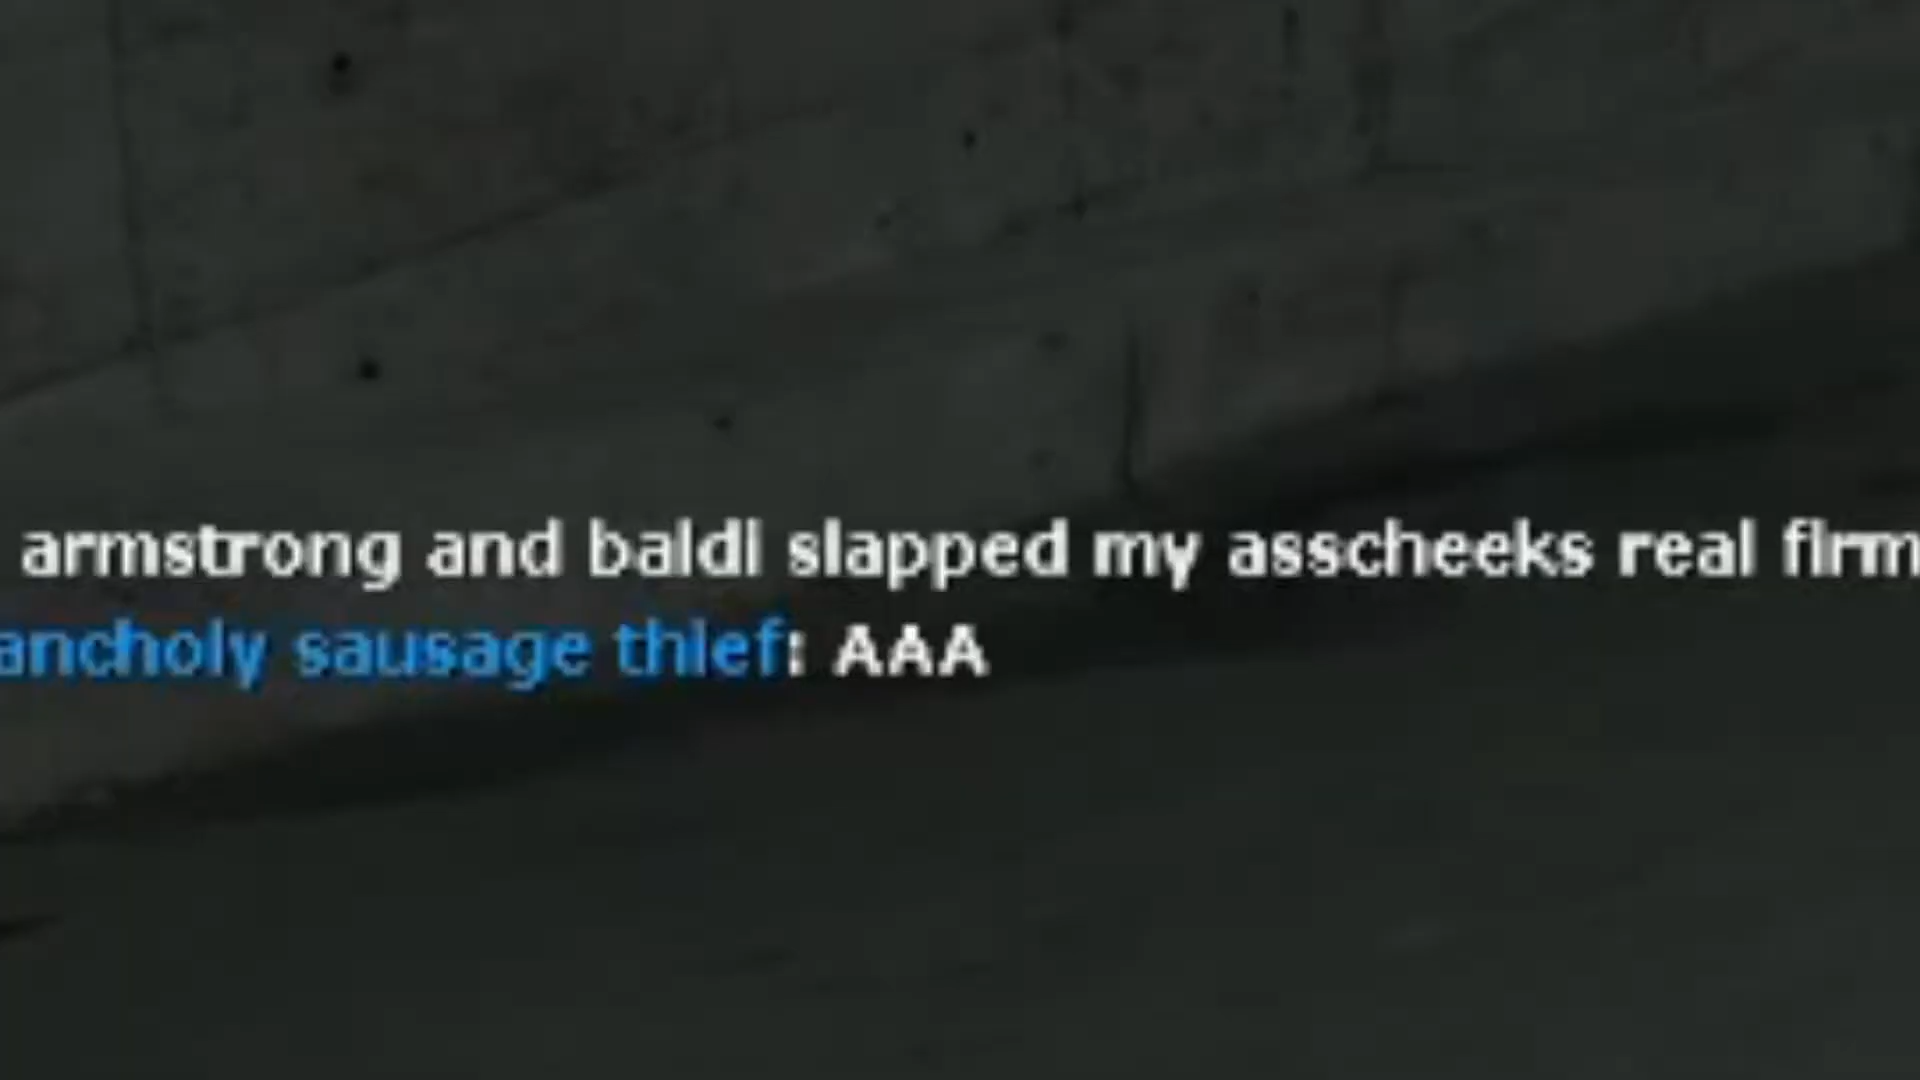 armstrong and baldi slapped my asscheeks real firm
ancholy sausage thief: AAA